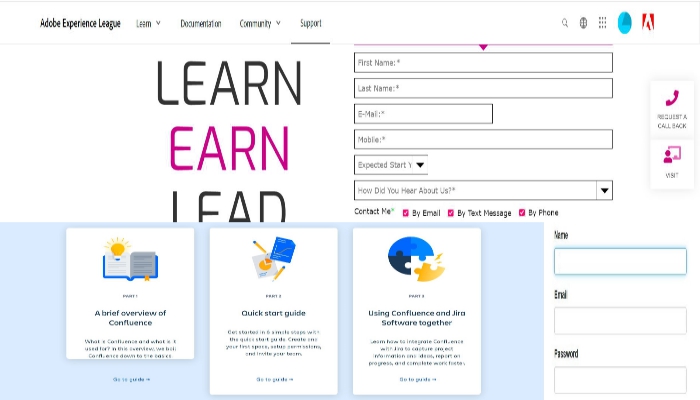 Adobe Experience League
Learn
Documentation
Community
Support
LEARN
EARN
LEAD
First Name:*
Last Name:*
E-Mail:*
Mobile:*
Expected Start Y
How Did You Hear About Us?*
Contact Me* By Email By Text Message By Phone
REQUEST A
CALL BACK
VISIT
PART 1
A brief overview of
Confluence
What is Confluence and what is it
used for? In this overview, we boil
Confluence down to the basics
Go to guide →
PART 2
Quick start guide
Get started in 6 simple steps with
the quick start guide. Create and
your first space, setup permissions,
and invite your team.
Go to guide →
PART 3
Using Confluence and Jira
Software together
Learn how to integrate Confluence
with Jira to capture project
information and ideas, report on
progress, and complete work faster.
Go to guide →
Name
Email
Password